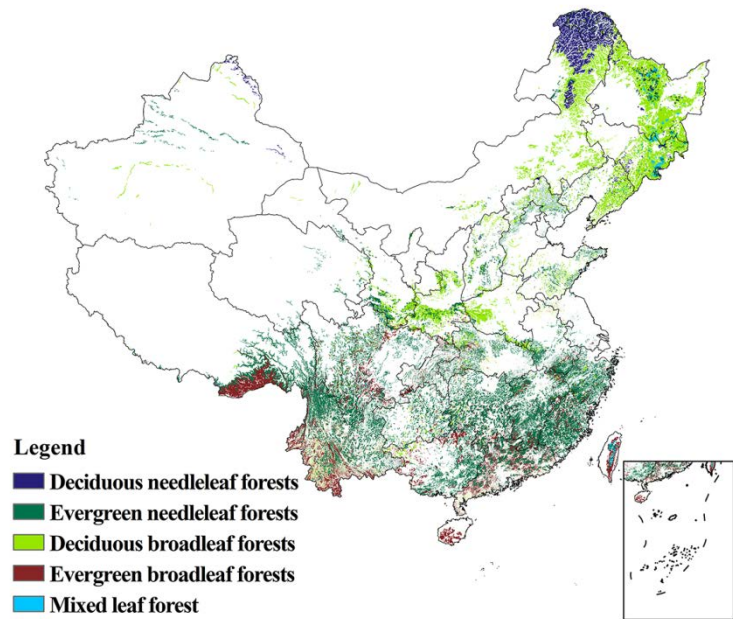 Legend
Deciduous needleleaf forests
Evergreen needleleaf forests
Deciduous broadleaf forests
Evergreen broadleaf forests
Mixed leaf forest